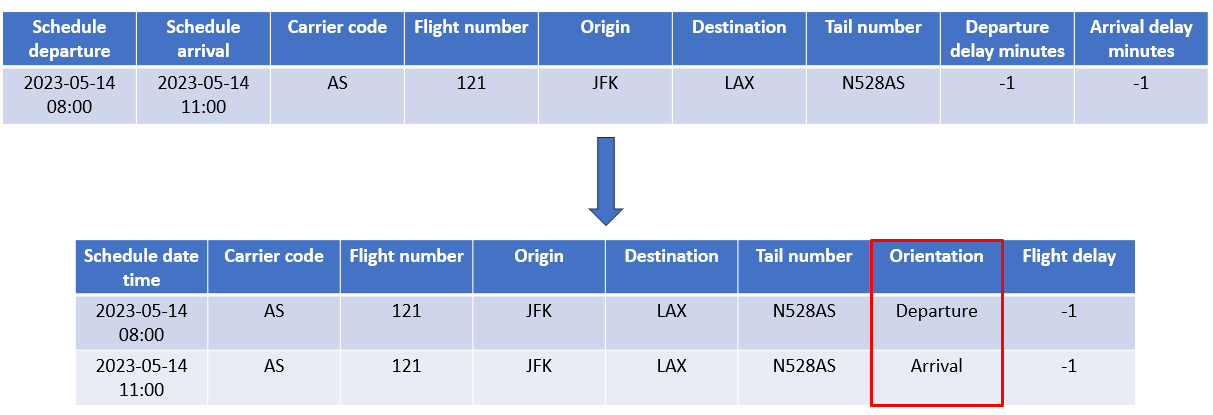 Schedule departure Schedule arrival Carrier code Flight number Origin Destination Tail number Departure delay minutes Arrival delay minutes
2023-05-14 08:00 2023-05-14 11:00 AS 121 JFK LAX N528AS -1 -1
Schedule date time Carrier code Flight number Origin Destination Tail number Orientation Flight delay
2023-05-14 08:00 AS 121 JFK LAX N528AS Departure -1
2023-05-14 11:00 AS 121 JFK LAX N528AS Arrival -1